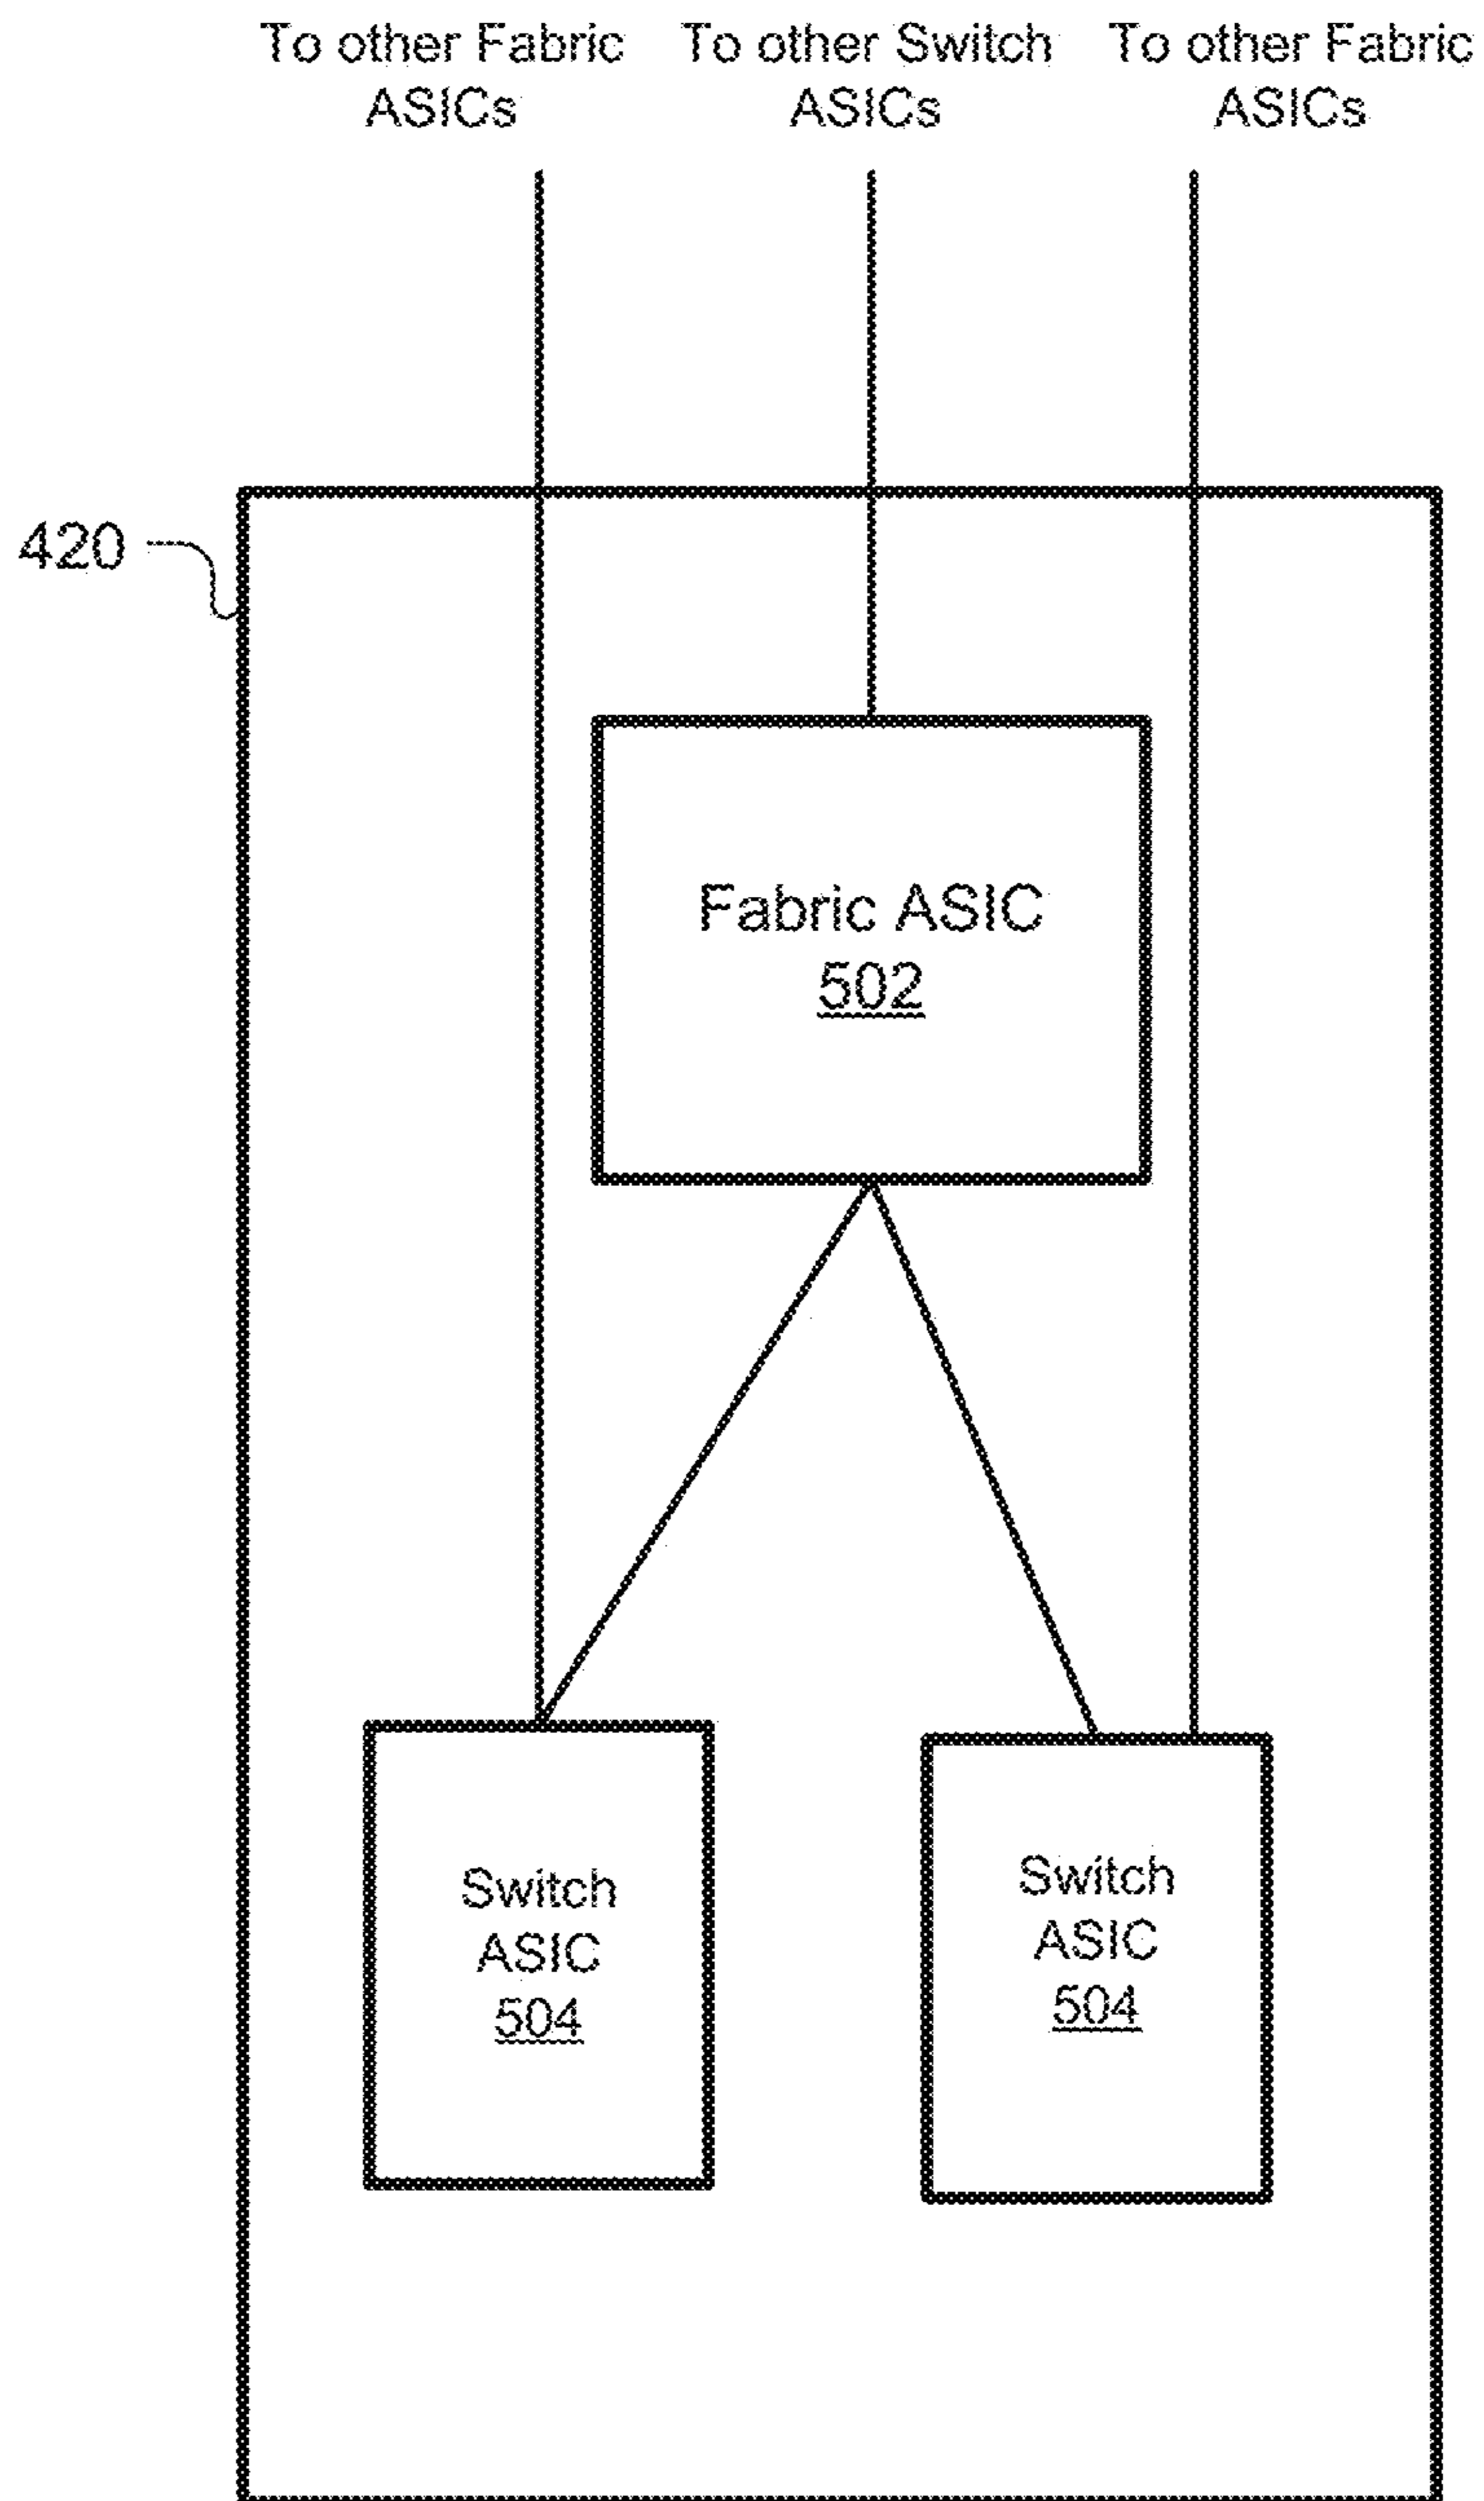 To other Fabric
ASICs
To other Switch
ASICs
To other Fabric
ASICs
420
Fabric ASIC
502
Switch
ASIC
504
Switch
ASIC
504